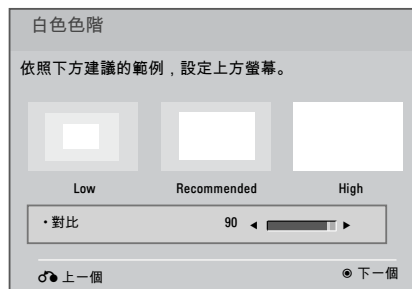 白色色階
依照下方建議的範例，設定上方螢幕。
Low Recommended High
•對比 90
上一個 下一個